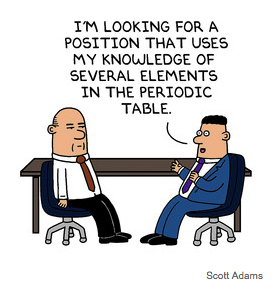 I'M LOOKING FOR A
POSITION THAT USES
MY KNOWLEDGE OF
SEVERAL ELEMENTS
IN THE PERIODIC
TABLE.
Scott Adams